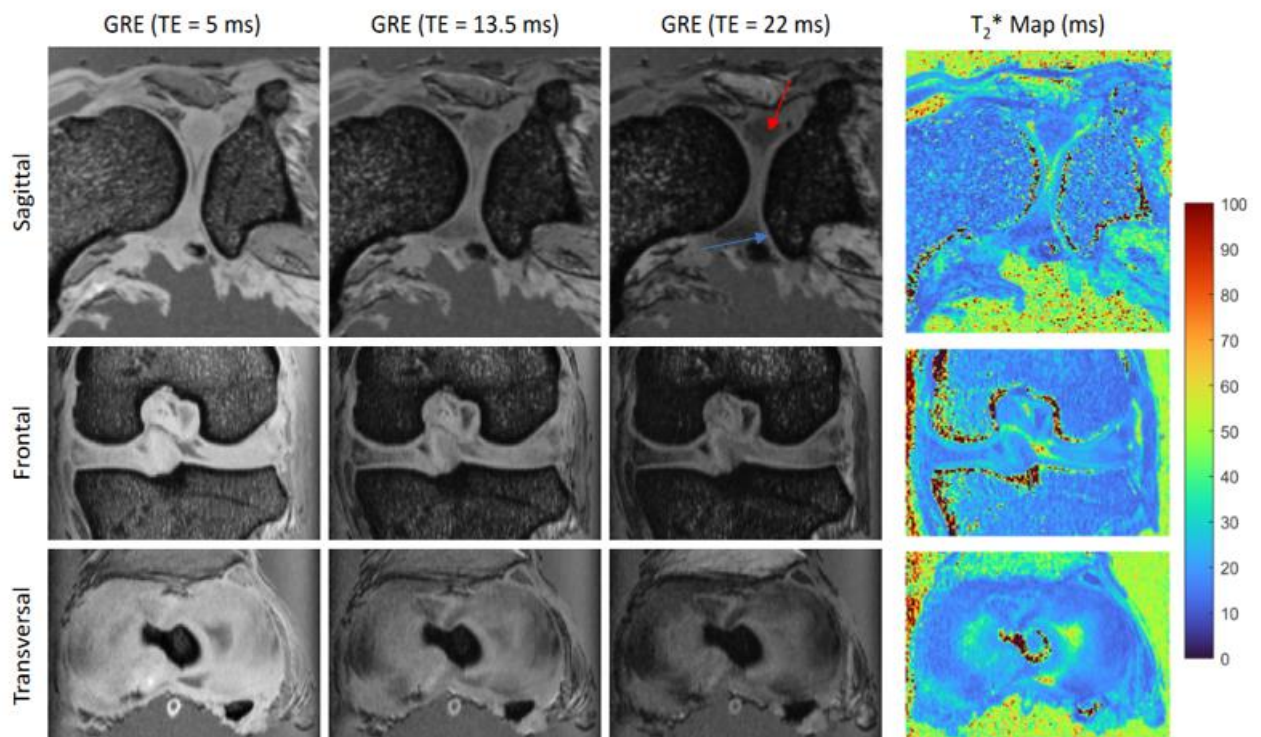 GRE (TE = 5 ms) GRE (TE = 13.5 ms) GRE (TE = 22 ms) T₂* Map (ms)
Sagittal
Frontal
Transversal
100
90
80
70
60
50
40
30
20
10
0